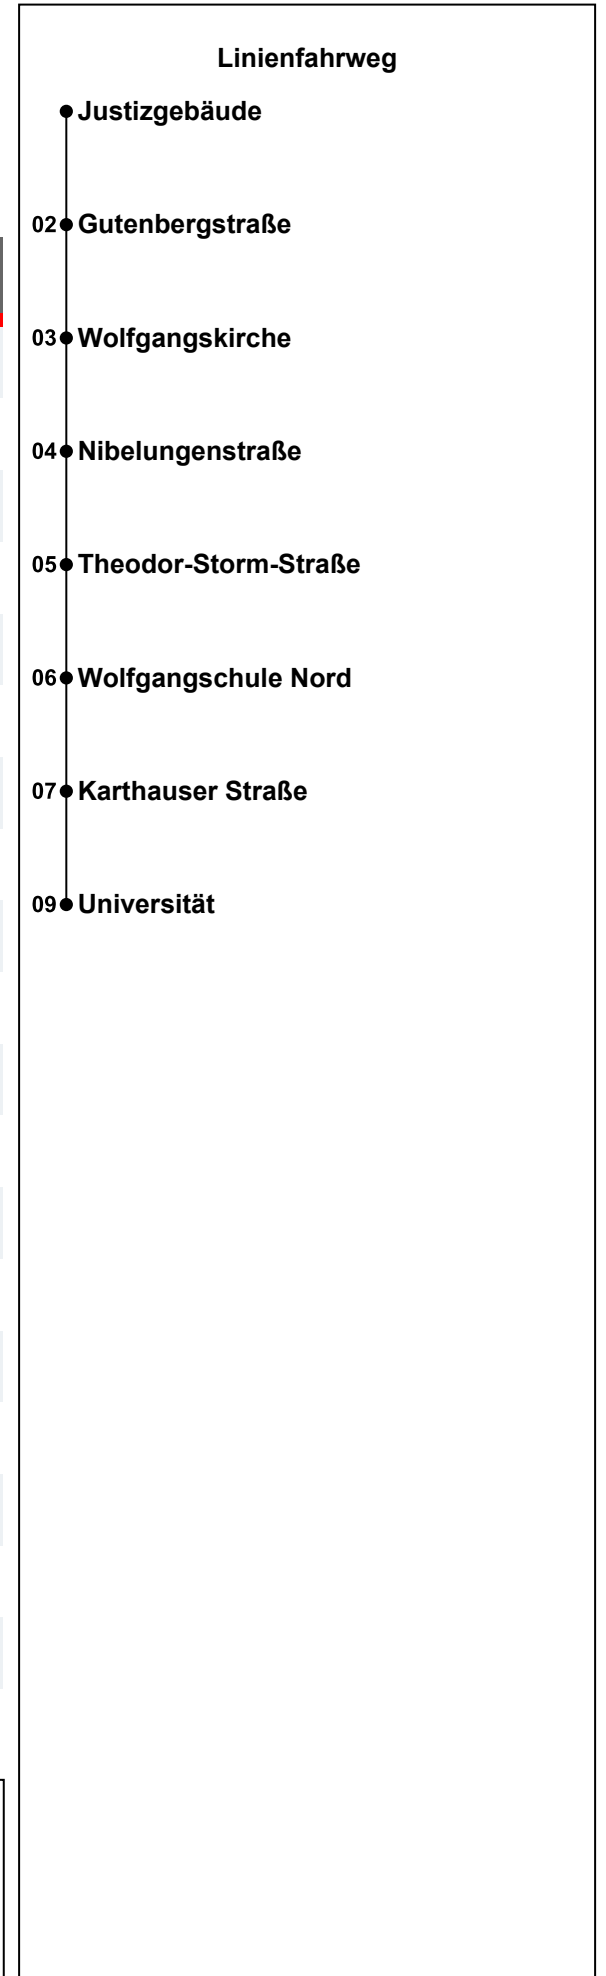 Linienfahrweg
Justizgebäude
02 Gutenbergstraße
03 Wolfgangskirche
04 Nibelungenstraße
05 Theodor-Storm-Straße
06 Wolfgangschule Nord
07 Karthauser Straße
09 Universität